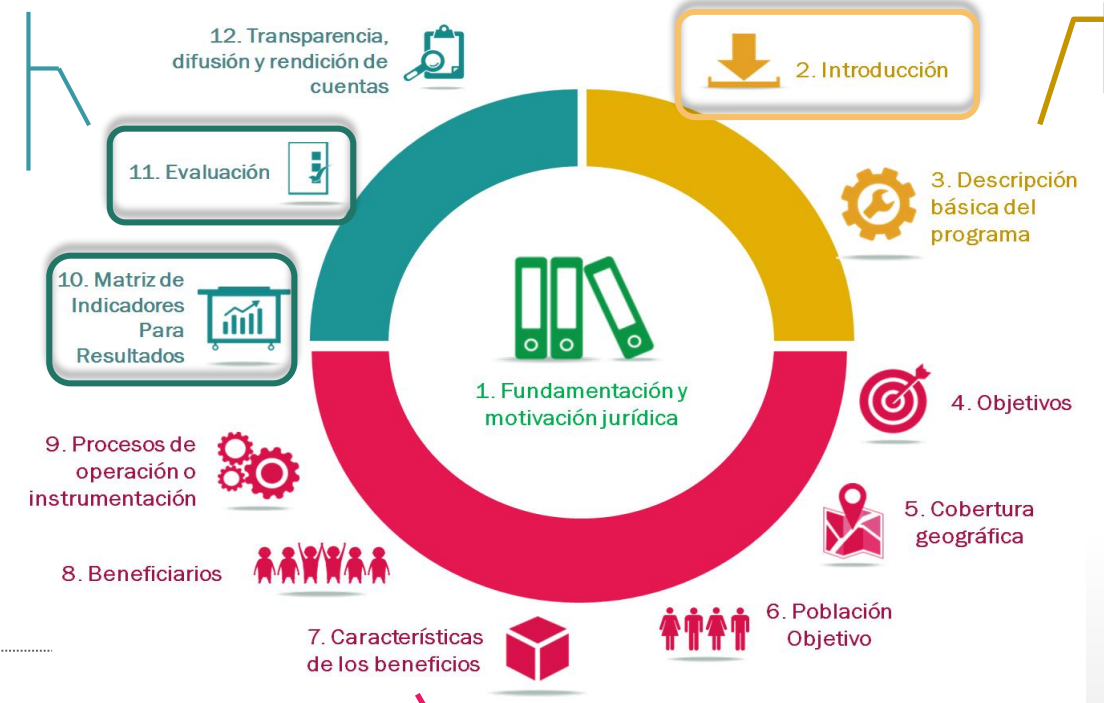 12. Transparencia,
difusión y rendición de
cuentas
2. Introducción
11. Evaluación
3. Descripción
básica del
programa
10. Matriz de
Indicadores
Para
Resultados
1. Fundamentación y
motivación jurídica
4. Objetivos
9. Procesos de
operación o
instrumentación
5. Cobertura
geográfica
8. Beneficiarios
6. Población
Objetivo
7. Características
de los beneficios